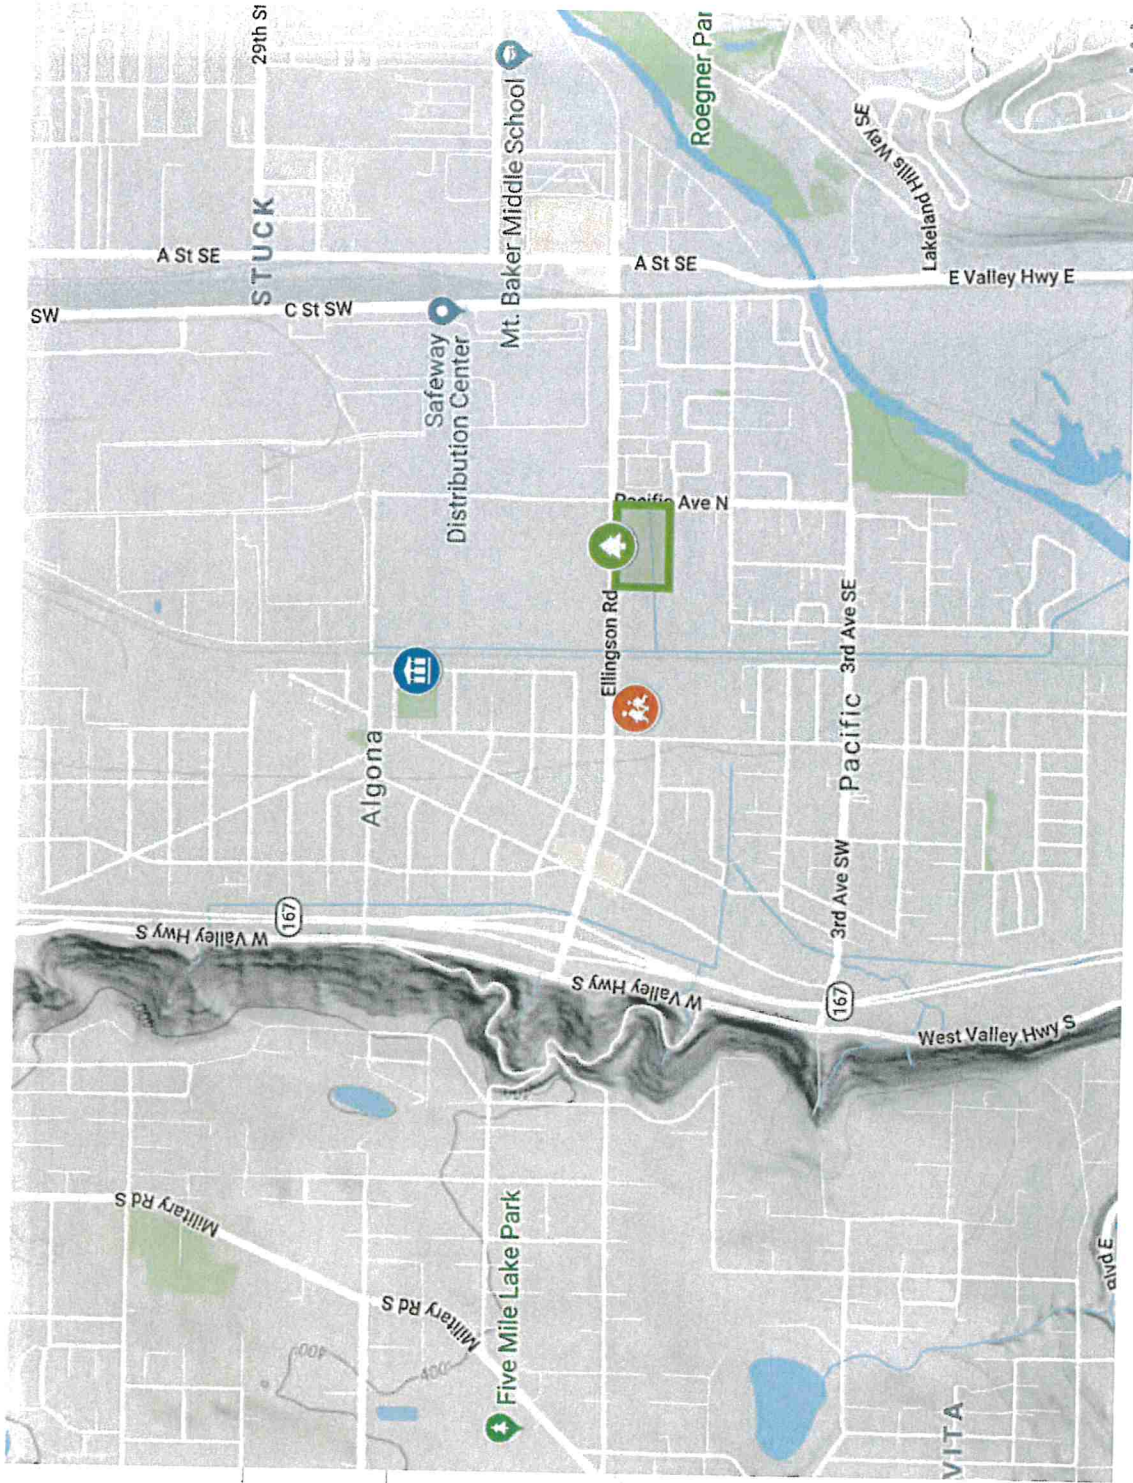 SW
Military Rd S
W Valley Hwy S
A St SE
29th St
STUCK
167
C St SW
400
Algona
Military Rd S
400
Safeway
Distribution Center
Five Mile Lake Park
Mt. Baker Middle School
W Valley Hwy S
Ellingson Rd
Pacific Ave N
A St SE
Roegner Par
167
3rd Ave SW
Pacific
3rd Ave SE
Lakeland Hills Way SE
West Valley Hwy S
E Valley Hwy E
VITA
Blvd E